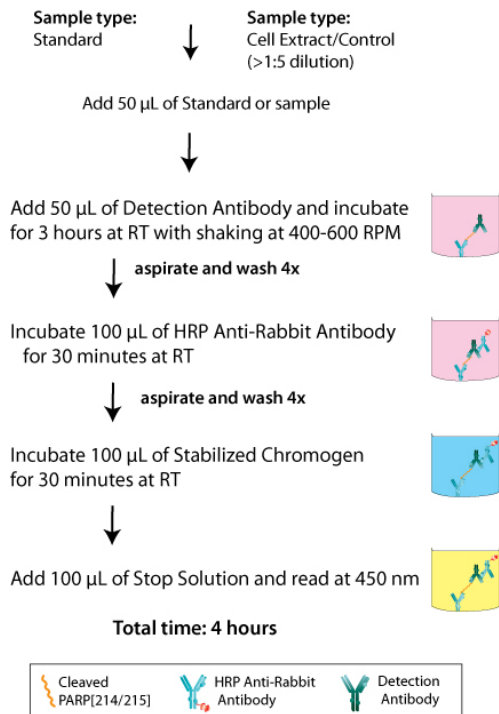 Sample type:
Standard
Sample type:
Cell Extract/Control
(>1:5 dilution)
Add 50 µL of Standard or sample
Add 50 µL of Detection Antibody and incubate
for 3 hours at RT with shaking at 400-600 RPM
aspirate and wash 4x
Incubate 100 µL of HRP Anti-Rabbit Antibody
for 30 minutes at RT
aspirate and wash 4x
Incubate 100 µL of Stabilized Chromogen
for 30 minutes at RT
Add 100 µL of Stop Solution and read at 450 nm
Total time: 4 hours
Cleaved
PARP[214/215]
HRP Anti-Rabbit
Antibody
Detection
Antibody